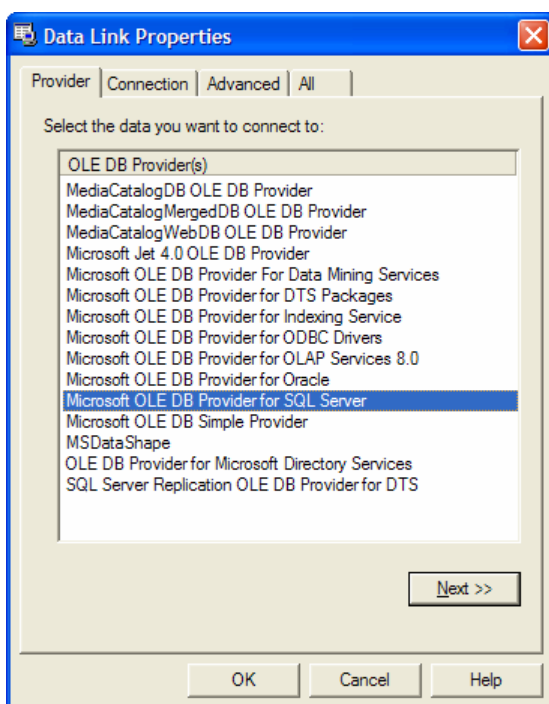 Data Link Properties
Provider Connection Advanced All
Select the data you want to connect to:
OLE DB Provider(s)
MediaCatalogDB OLE DB Provider
MediaCatalogMergedDB OLE DB Provider
MediaCatalogWebDB OLE DB Provider
Microsoft Jet 4.0 OLE DB Provider
Microsoft OLE DB Provider For Data Mining Services
Microsoft OLE DB Provider for DTS Packages
Microsoft OLE DB Provider for Indexing Service
Microsoft OLE DB Provider for ODBC Drivers
Microsoft OLE DB Provider for OLAP Services 8.0
Microsoft OLE DB Provider for Oracle
Microsoft OLE DB Provider for SQL Server
Microsoft OLE DB Simple Provider
MSDataShape
OLE DB Provider for Microsoft Directory Services
SQL Server Replication OLE DB Provider for DTS
Next >>
OK Cancel Help